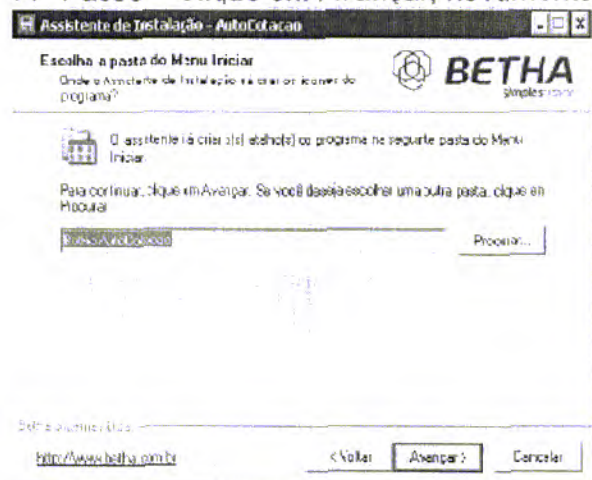 Assistente de Instalação - AutoCotacao
Escolha a pasta do Menu Iniciar
Onde o Assistente de Instalação irá criar os ícones do
programa?
BETHA
simples
O assistente irá criar o(s) atalho(s) do programa na seguinte pasta do Menu
Iniciar.
Para continuar, clique em Avançar. Se você deseja escolher uma outra pasta, clique em
Procurar.
Procurar...
http://www.betha.com.br
< Voltar
Avançar >
Cancelar